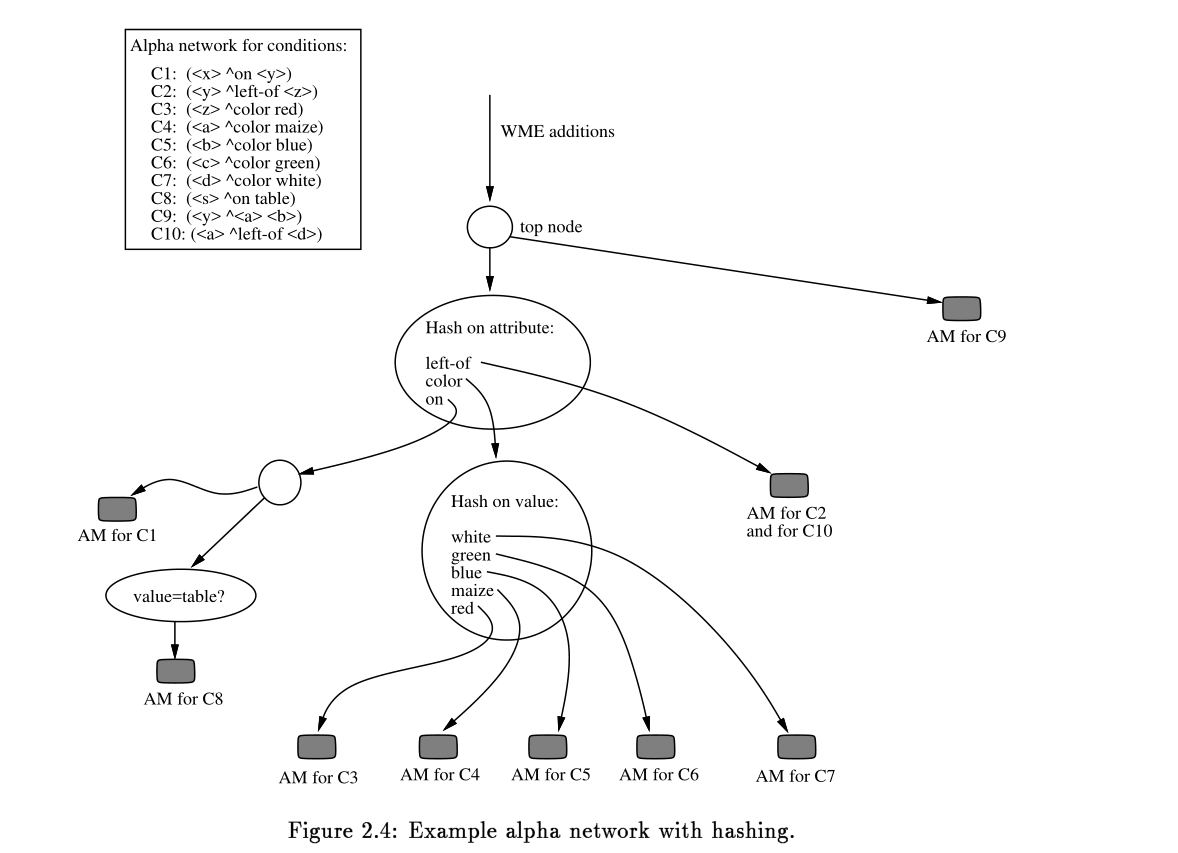 Alpha network for conditions:
C1: (<x> ^on <y>)
C2: (<y> ^left-of <z>)
C3: (<z> ^color red)
C4: (<a> ^color maize)
C5: (<b> ^color blue)
C6: (<c> ^color green)
C7: (<d> ^color white)
C8: (<s> ^on table)
C9: (<y> ^<a> <b>)
C10: (<a> ^left-of <d>)
WME additions
top node
AM for C9
Hash on attribute:
left-of
color
on
AM for C1
Hash on value:
white
green
blue
maize
red
AM for C2
and for C10
value=table?
AM for C8
AM for C3
AM for C4
AM for C5
AM for C6
AM for C7
Figure 2.4: Example alpha network with hashing.